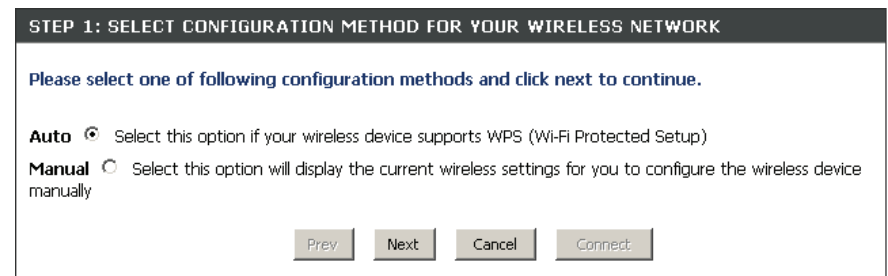 STEP 1: SELECT CONFIGURATION METHOD FOR YOUR WIRELESS NETWORK
Please select one of following configuration methods and click next to continue.
Auto Select this option if your wireless device supports WPS (Wi-Fi Protected Setup)
Manual Select this option will display the current wireless settings for you to configure the wireless device
manually
Prev Next Cancel Connect